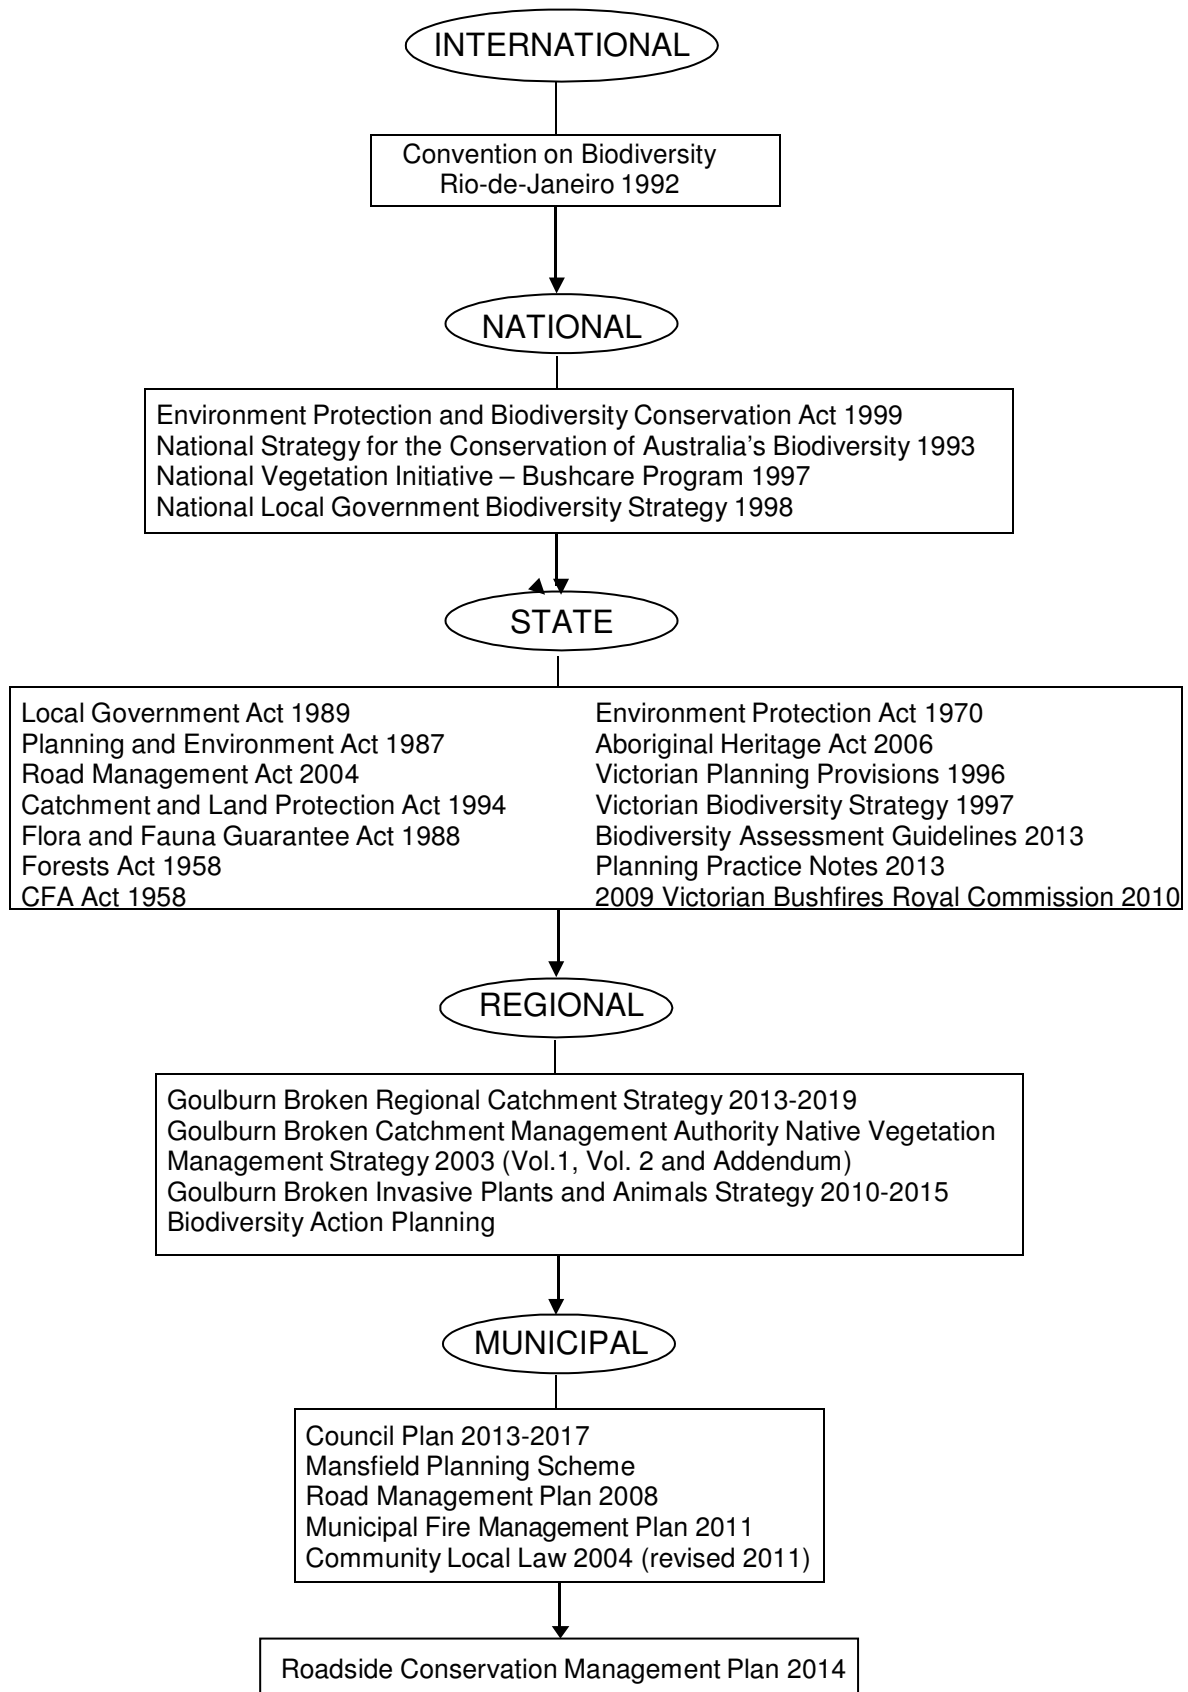 INTERNATIONAL
Convention on Biodiversity
Rio-de-Janeiro 1992
NATIONAL
Environment Protection and Biodiversity Conservation Act 1999
National Strategy for the Conservation of Australia's Biodiversity 1993
National Vegetation Initiative – Bushcare Program 1997
National Local Government Biodiversity Strategy 1998
STATE
Local Government Act 1989
Planning and Environment Act 1987
Road Management Act 2004
Catchment and Land Protection Act 1994
Flora and Fauna Guarantee Act 1988
Forests Act 1958
CFA Act 1958
Environment Protection Act 1970
Aboriginal Heritage Act 2006
Victorian Planning Provisions 1996
Victorian Biodiversity Strategy 1997
Biodiversity Assessment Guidelines 2013
Planning Practice Notes 2013
2009 Victorian Bushfires Royal Commission 2010
REGIONAL
Goulburn Broken Regional Catchment Strategy 2013-2019
Goulburn Broken Catchment Management Authority Native Vegetation
Management Strategy 2003 (Vol.1, Vol. 2 and Addendum)
Goulburn Broken Invasive Plants and Animals Strategy 2010-2015
Biodiversity Action Planning
MUNICIPAL
Council Plan 2013-2017
Mansfield Planning Scheme
Road Management Plan 2008
Municipal Fire Management Plan 2011
Community Local Law 2004 (revised 2011)
Roadside Conservation Management Plan 2014